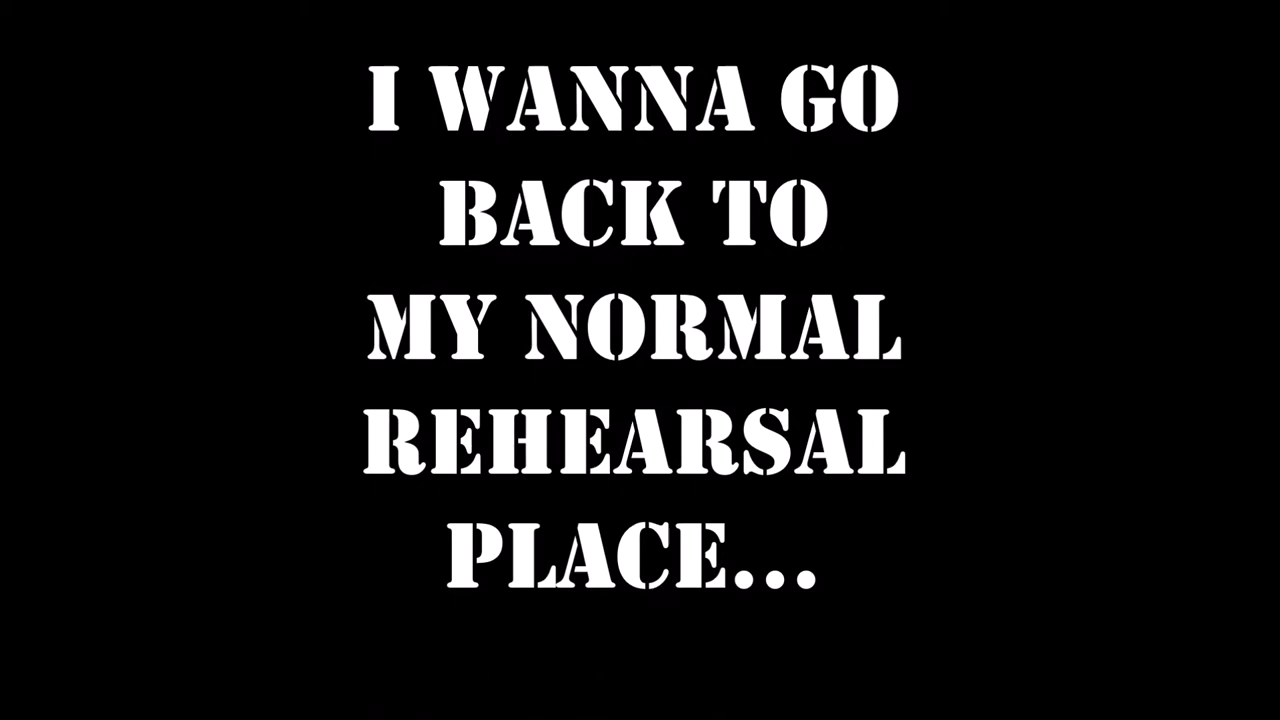 I WANNA GO
BACK TO
MY NORMAL
REHEARSAL
PLACE...